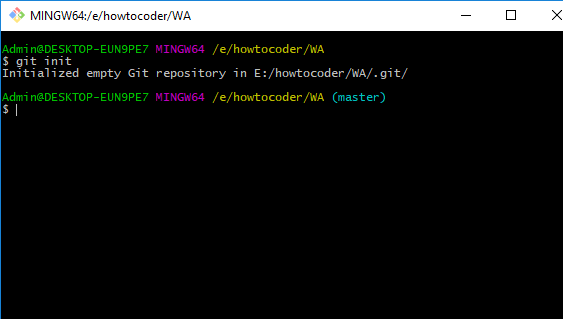 MINGW64:/e/howtocoder/WA
Admin@DESKTOP-EUN9PE7 MINGW64 /e/howtocoder/WA
$ git init
Initialized empty Git repository in E:/howtocoder/WA/.git/
Admin@DESKTOP-EUN9PE7 MINGW64 /e/howtocoder/WA (master)
$